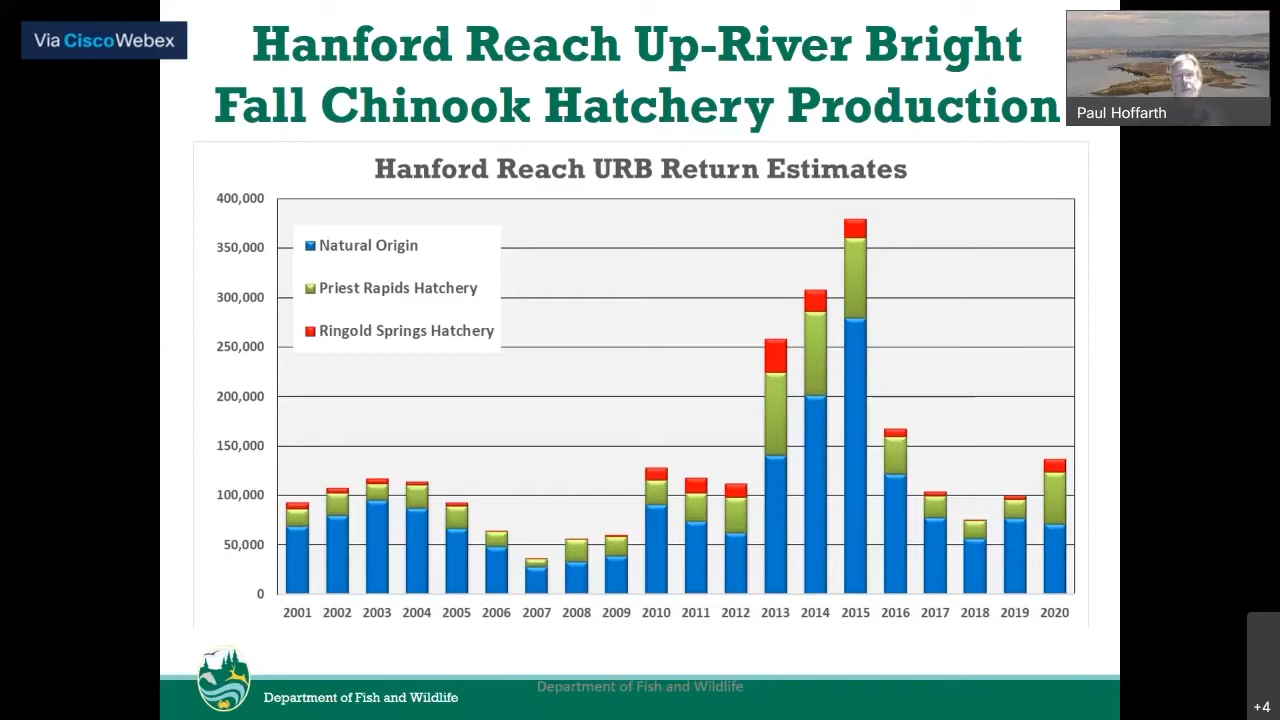 Via CiscoWebex
Hanford Reach Up-River Bright
Fall Chinook Hatchery Production
Paul Hoffarth
Hanford Reach URB Return Estimates
400,000
350,000
300,000
250,000
200,000
150,000
100,000
50,000
0
Natural Origin
Priest Rapids Hatchery
Ringold Springs Hatchery
2001 2002 2003 2004 2005 2006 2007 2008 2009 2010 2011 2012 2013 2014 2015 2016 2017 2018 2019 2020
Department of Fish and Wildlife
Department of Fish and Wildlife
+4